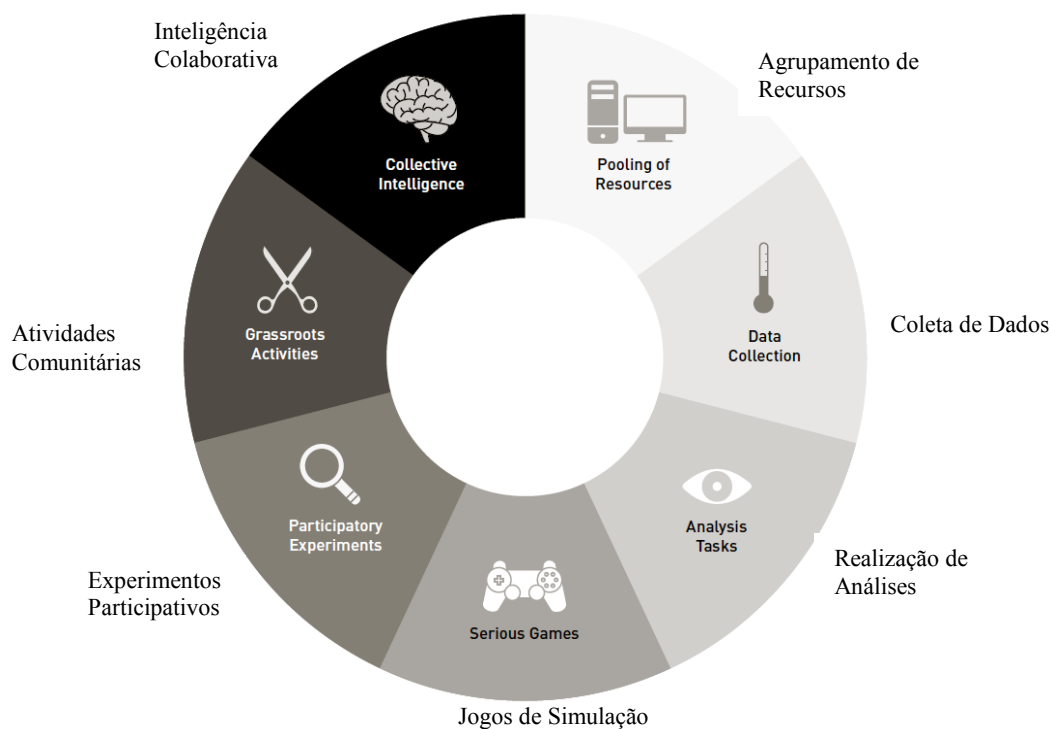 Inteligência
Colaborativa
Agrupamento de
Recursos
Collective
Intelligence
Pooling of
Resources
Grassroots
Activities
Data
Collection
Atividades
Comunitárias
Coleta de Dados
Participatory
Experiments
Analysis
Tasks
Serious Games
Experimentos
Participativos
Realização de
Análises
Jogos de Simulação